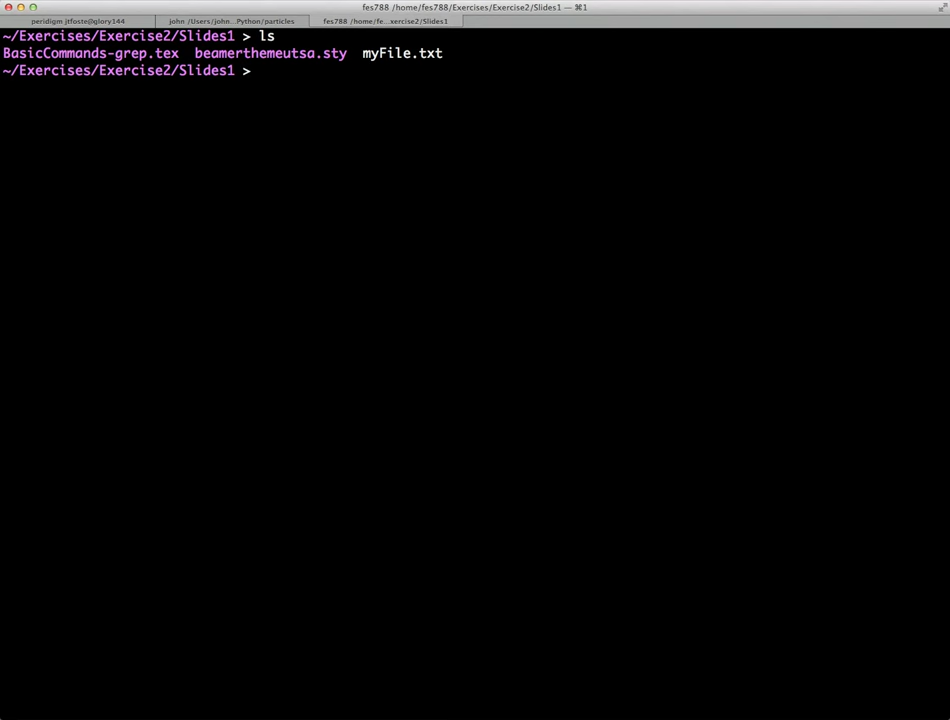 fes788 /home/fes788/Exercises/Exercise2/Slides1 — ⌘1
peridigm jtfoste@glory144
john /Users/john...Python/particles
fes788 /home/fe...xercise2/Slides1
~/Exercises/Exercise2/Slides1 > ls
BasicCommands-grep.tex  beamerthemeutsa.sty  myFile.txt
~/Exercises/Exercise2/Slides1 >